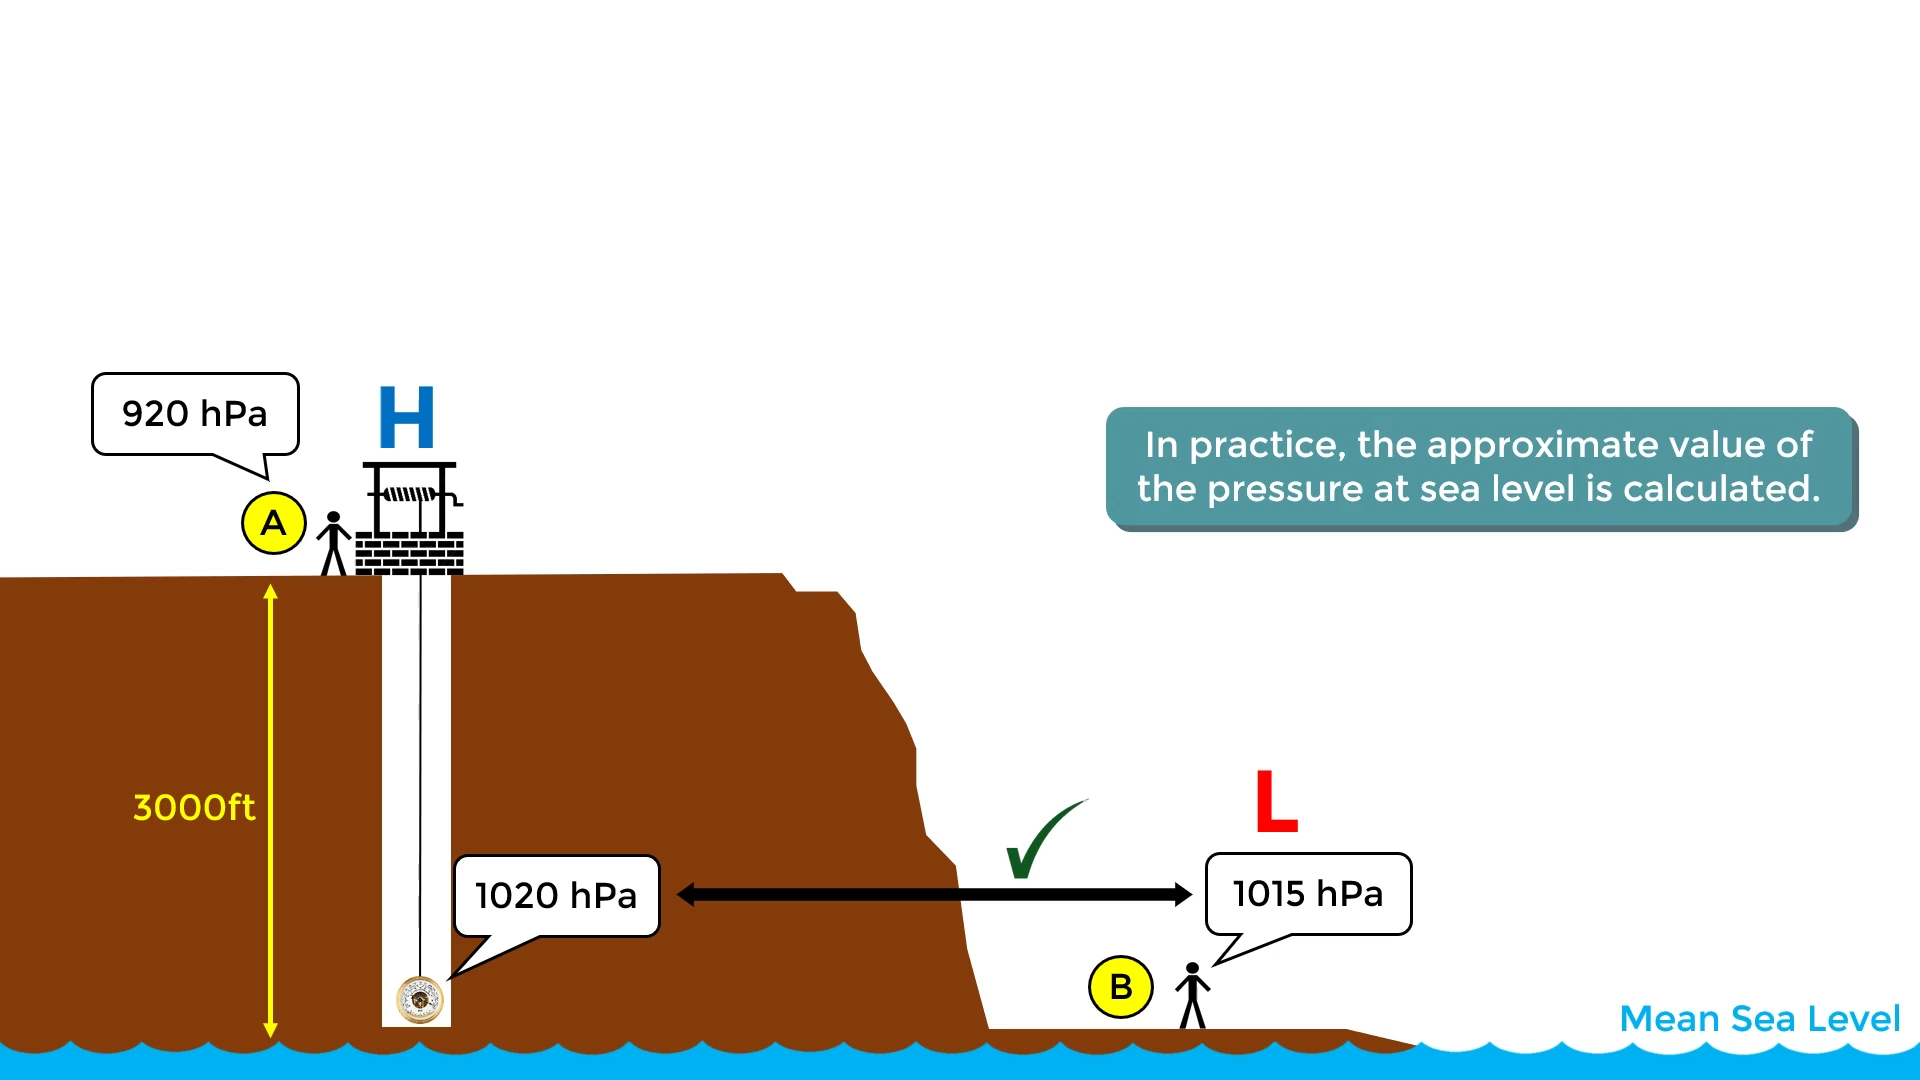 920 hPa
H
In practice, the approximate value of
the pressure at sea level is calculated.
A
3000ft
L
1020 hPa
1015 hPa
B
Mean Sea Level